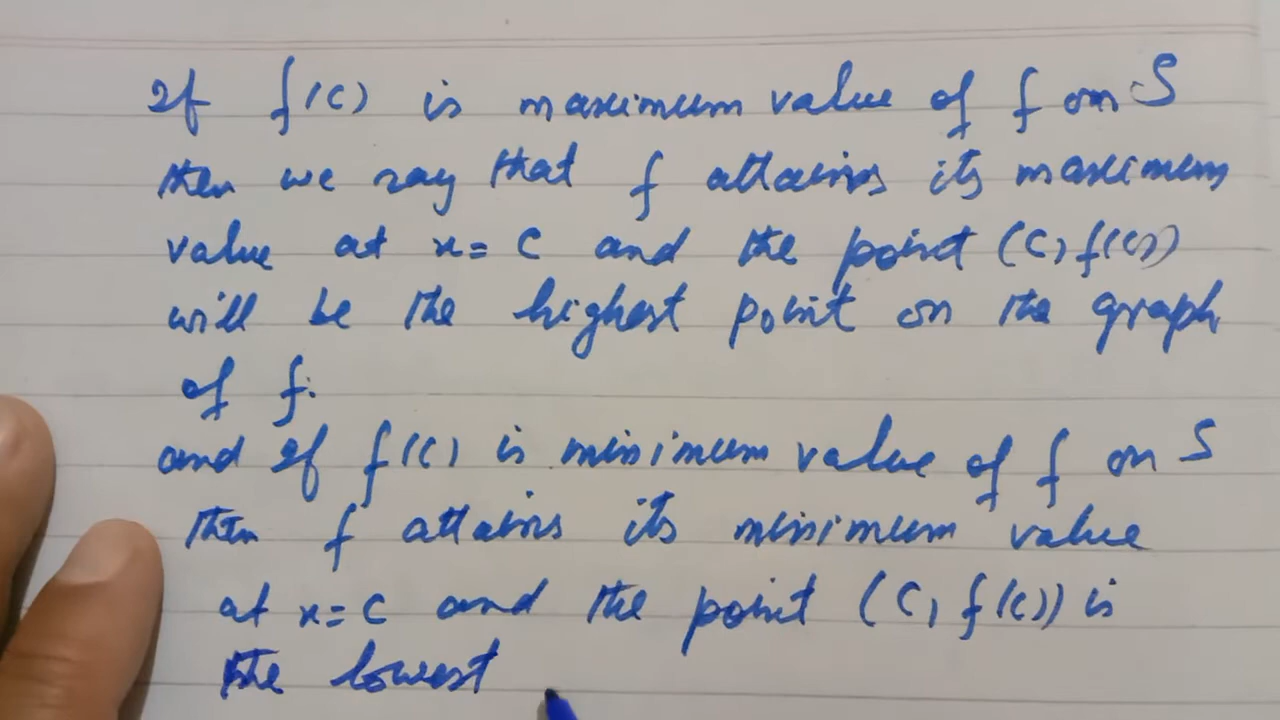 If f(c) is maximum value of f on S
then we say that f attains its maximum
value at x = c and the point (c, f(c))
will be the highest point on the graph
of f.
and If f(c) is minimum value of f on S
then f attains its minimum value
at x = c and the point (c, f(c)) is
the lowest